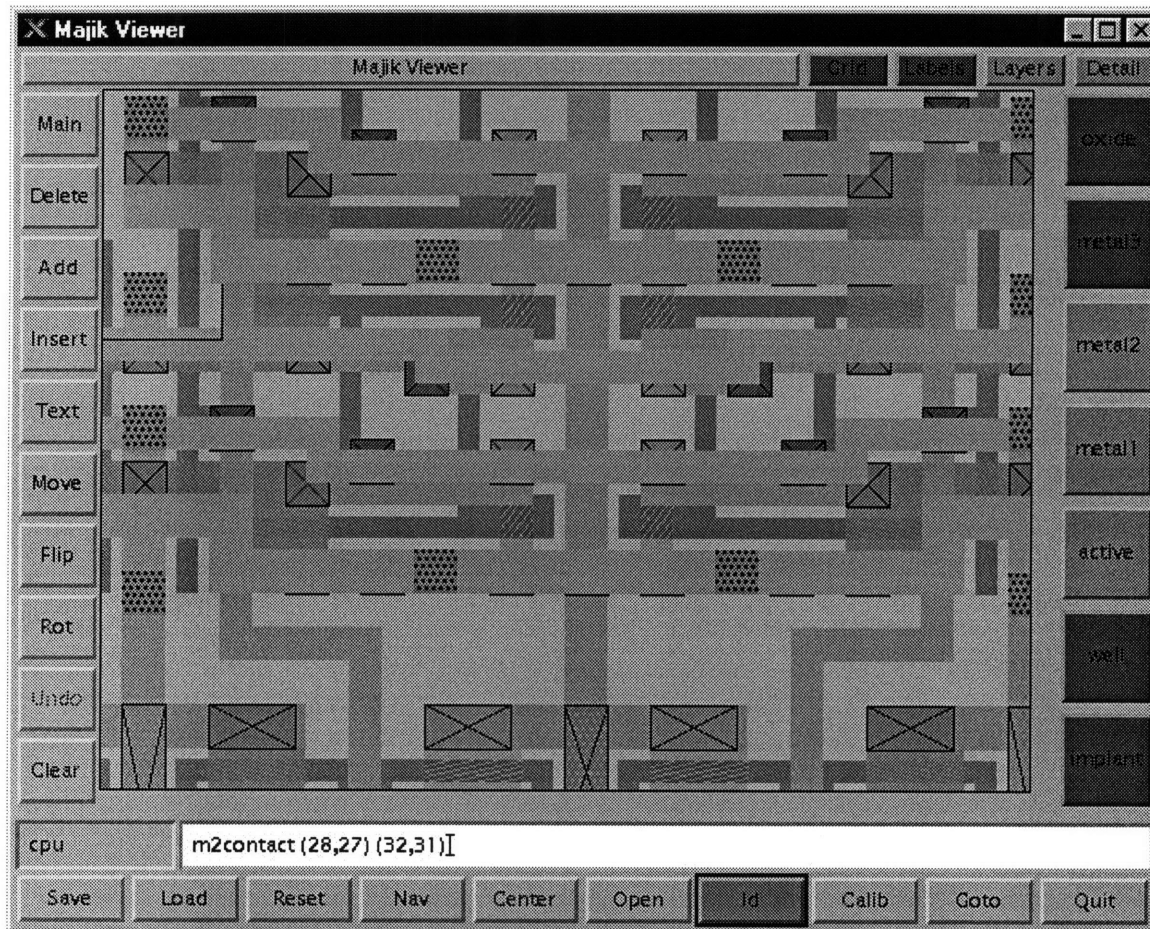 Majik Viewer
Majik Viewer Grid Labels Layers Detail
Main
Delete
Add
Insert
Text
Move
Flip
Rot
Undo
Clear
oxide
metal3
metal2
metal1
active
well
implant
cpu m2contact (28,27) (32,31)
Save Load Reset Nav Center Open Id Calib Goto Quit